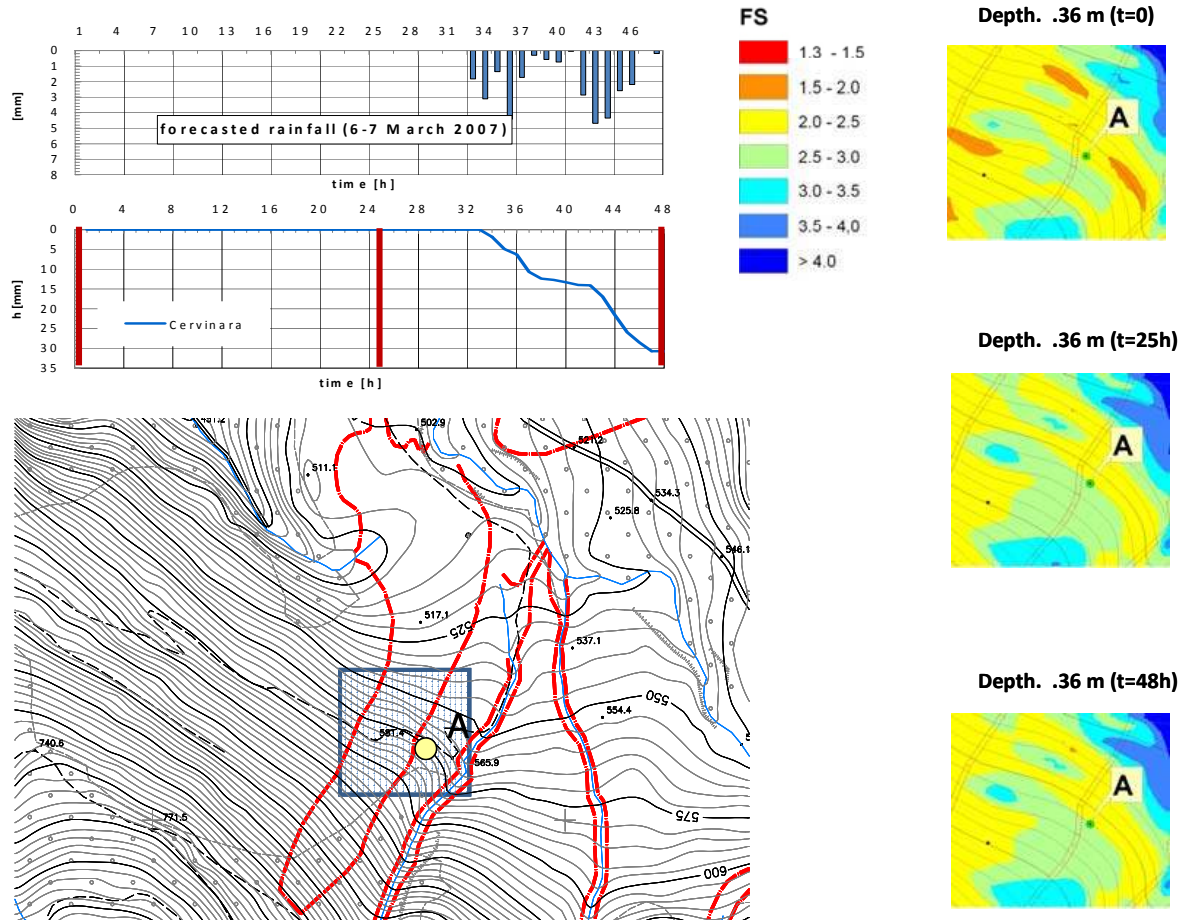 1 4 7 10 13 16 19 22 25 28 31 34 37 40 43 46
0
1
2
3
4
5
6
7
8
[mm]
forecasted rainfall (6-7 March 2007)
time [h]
0 4 8 12 16 20 24 28 32 36 40 44 48
0
5
10
15
20
25
30
35
h [mm]
Cervinara
time [h]
FS
1.3 - 1.5
1.5 - 2.0
2.0 - 2.5
2.5 - 3.0
3.0 - 3.5
3.5 - 4.0
> 4.0
Depth. .36 m (t=0)
A
Depth. .36 m (t=25h)
A
Depth. .36 m (t=48h)
A
502.9
521.2
511.1
534.3
525.8
546.1
517.1
525
537.1
550
554.4
581.4
A
565.9
740.5
771.5
575
600